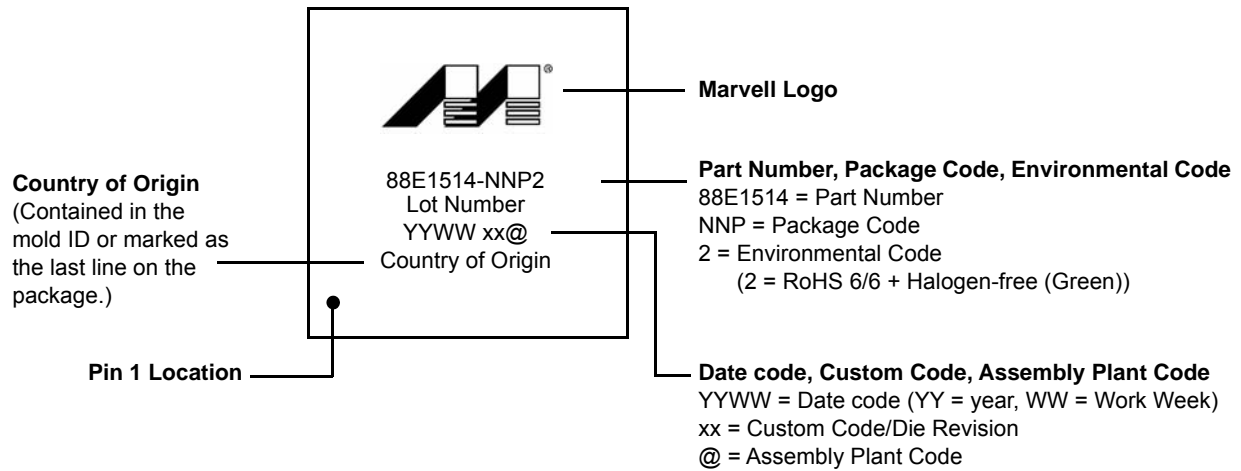 ®
Marvell Logo
88E1514-NNP2
Lot Number
YYWW xx@
Country of Origin
Country of Origin
(Contained in the
mold ID or marked as
the last line on the
package.)
Pin 1 Location
Part Number, Package Code, Environmental Code
88E1514 = Part Number
NNP = Package Code
2 = Environmental Code
(2 = RoHS 6/6 + Halogen-free (Green))
Date code, Custom Code, Assembly Plant Code
YYWW = Date code (YY = year, WW = Work Week)
xx = Custom Code/Die Revision
@ = Assembly Plant Code